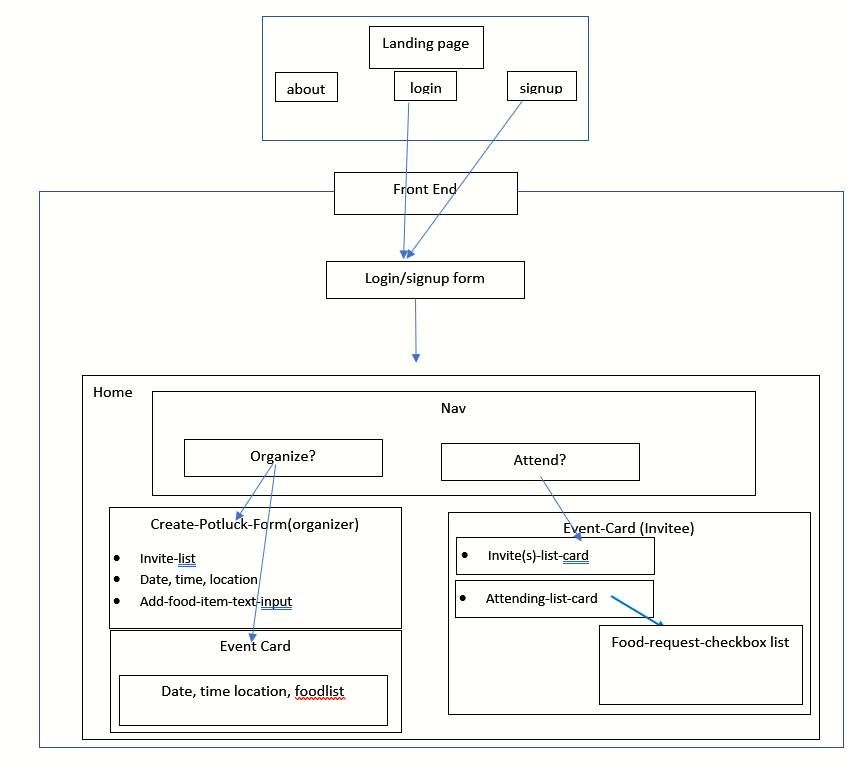 Landing page
about
login
signup
Front End
Login/signup form
Home
Nav
Organize?
Attend?
Create-Potluck-Form(organizer)
• Invite-list
• Date, time, location
• Add-food-item-text-input
Event Card
Date, time location, foodlist
Event-Card (Invitee)
• Invite(s)-list-card
• Attending-list-card
Food-request-checkbox list